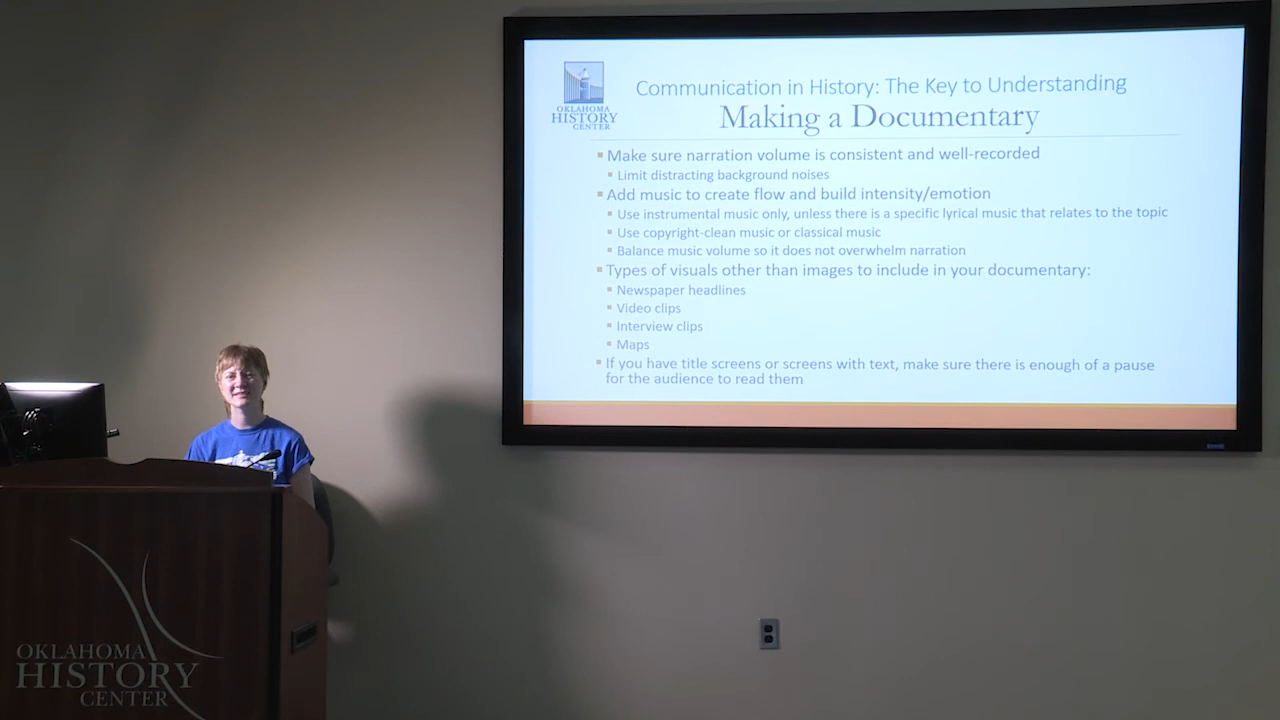 Communication in History: The Key to Understanding
OKLAHOMA
HISTORY
CENTER
Making a Documentary
Make sure narration volume is consistent and well-recorded
Limit distracting background noises
Add music to create flow and build intensity/emotion
Use instrumental music only, unless there is a specific lyrical music that relates to the topic
Use copyright-clean music or classical music
Balance music volume so it does not overwhelm narration
Types of visuals other than images to include in your documentary:
Newspaper headlines
Video clips
Interview clips
Maps
If you have title screens or screens with text, make sure there is enough of a pause
for the audience to read them
OKLAHOMA
HISTORY
CENTER